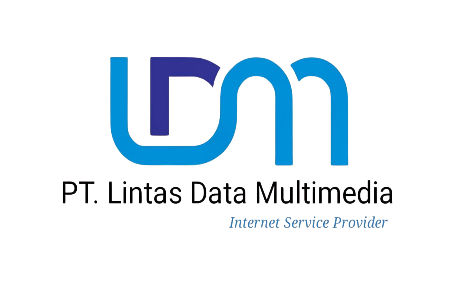 LDM
PT. Lintas Data Multimedia
Internet Service Provider